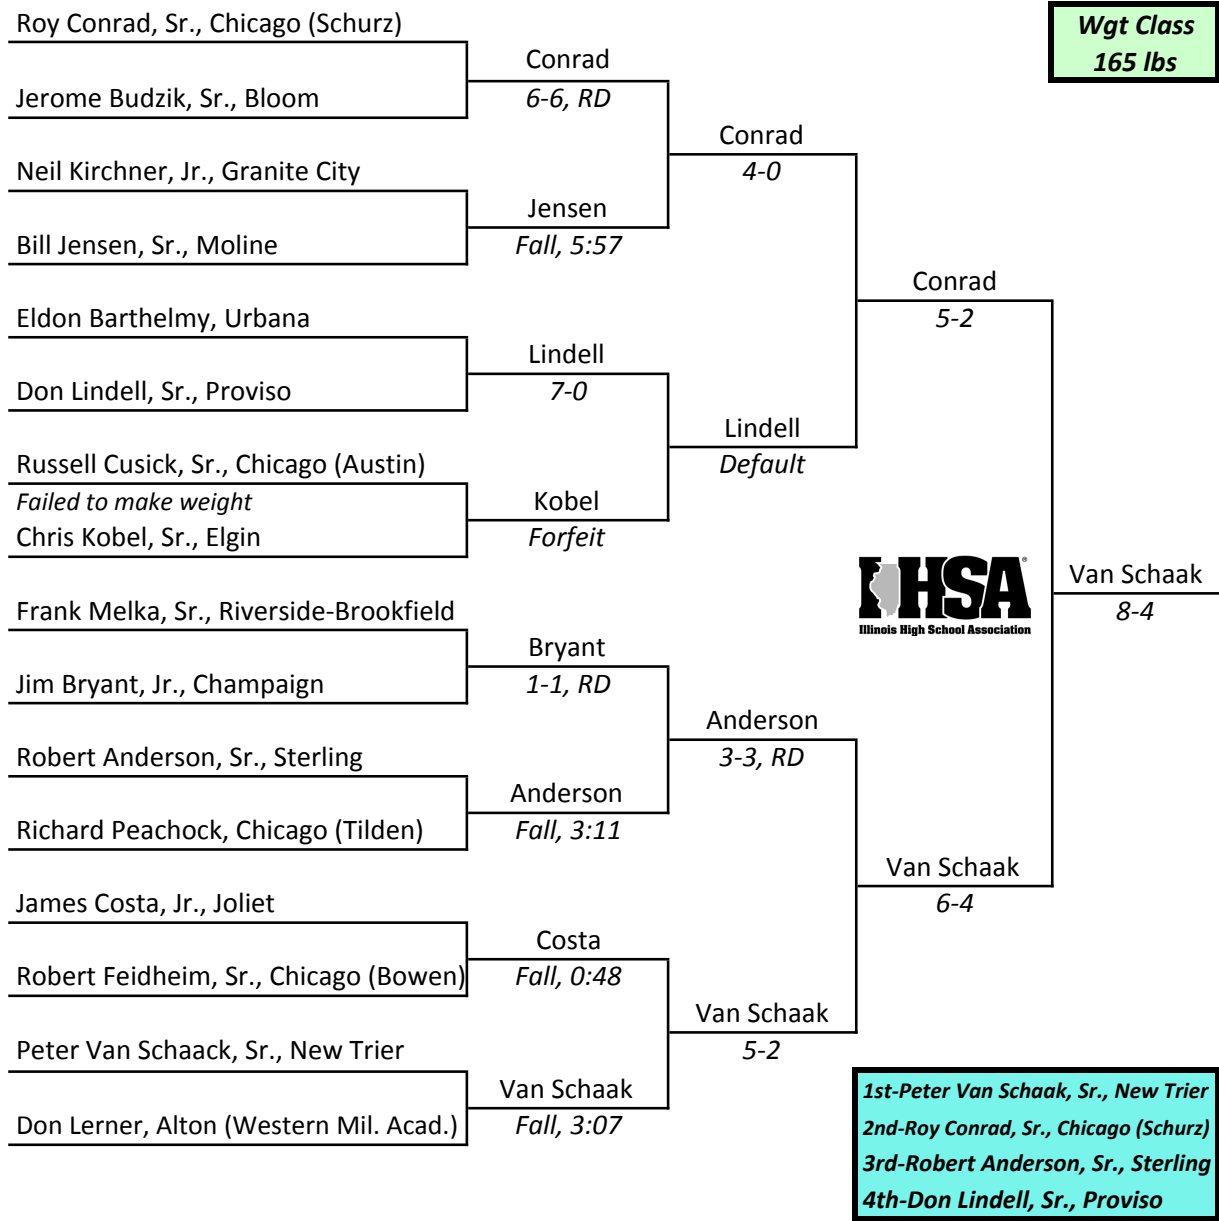 Roy Conrad, Sr., Chicago (Schurz)
Wgt Class
165 lbs
Conrad
6-6, RD
Jerome Budzik, Sr., Bloom
Conrad
4-0
Neil Kirchner, Jr., Granite City
Jensen
Fall, 5:57
Bill Jensen, Sr., Moline
Conrad
5-2
Eldon Barthelmy, Urbana
Lindell
7-0
Don Lindell, Sr., Proviso
Lindell
Default
Russell Cusick, Sr., Chicago (Austin)
Failed to make weight
Kobel
Forfeit
Chris Kobel, Sr., Elgin
IHSA®
Illinois High School Association
Van Schaak
8-4
Frank Melka, Sr., Riverside-Brookfield
Bryant
1-1, RD
Jim Bryant, Jr., Champaign
Anderson
3-3, RD
Robert Anderson, Sr., Sterling
Anderson
Fall, 3:11
Richard Peachock, Chicago (Tilden)
Van Schaak
6-4
James Costa, Jr., Joliet
Costa
Fall, 0:48
Robert Feidheim, Sr., Chicago (Bowen)
Van Schaak
5-2
Peter Van Schaack, Sr., New Trier
Van Schaak
Fall, 3:07
Don Lerner, Alton (Western Mil. Acad.)
1st-Peter Van Schaak, Sr., New Trier
2nd-Roy Conrad, Sr., Chicago (Schurz)
3rd-Robert Anderson, Sr., Sterling
4th-Don Lindell, Sr., Proviso